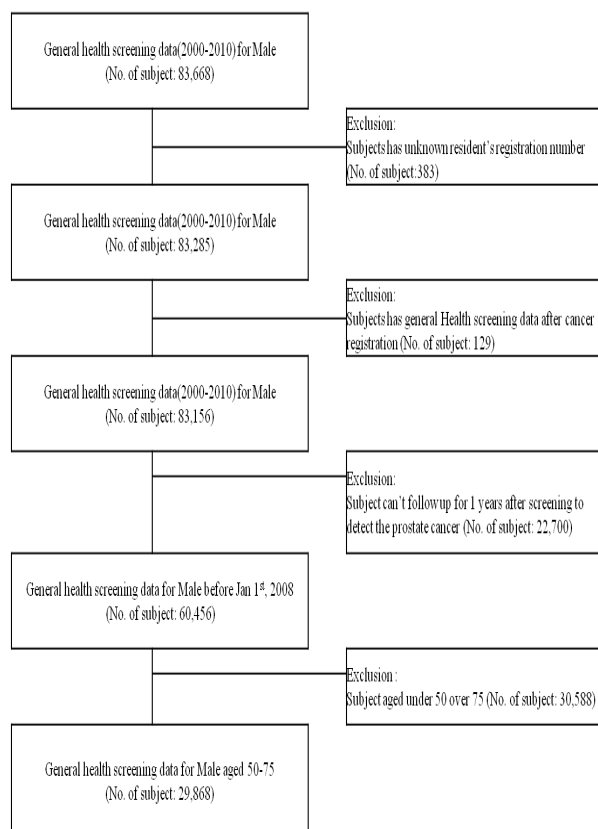 General health screening data(2000-2010) for Male
(No. of subject: 83,668)
Exclusion:
Subjects has unknown resident's registration number
(No. of subject:383)
General health screening data(2000-2010) for Male
(No. of subject: 83,285)
Exclusion:
Subjects has general Health screening data after cancer
registration (No. of subject: 129)
General health screening data(2000-2010) for Male
(No. of subject: 83,156)
Exclusion:
Subject can't follow up for 1 years after screening to
detect the prostate cancer (No. of subject: 22,700)
General health screening data for Male before Jan 1st, 2008
(No. of subject: 60,456)
Exclusion :
Subject aged under 50 over 75 (No. of subject: 30,588)
General health screening data for Male aged 50-75
(No. of subject: 29,868)